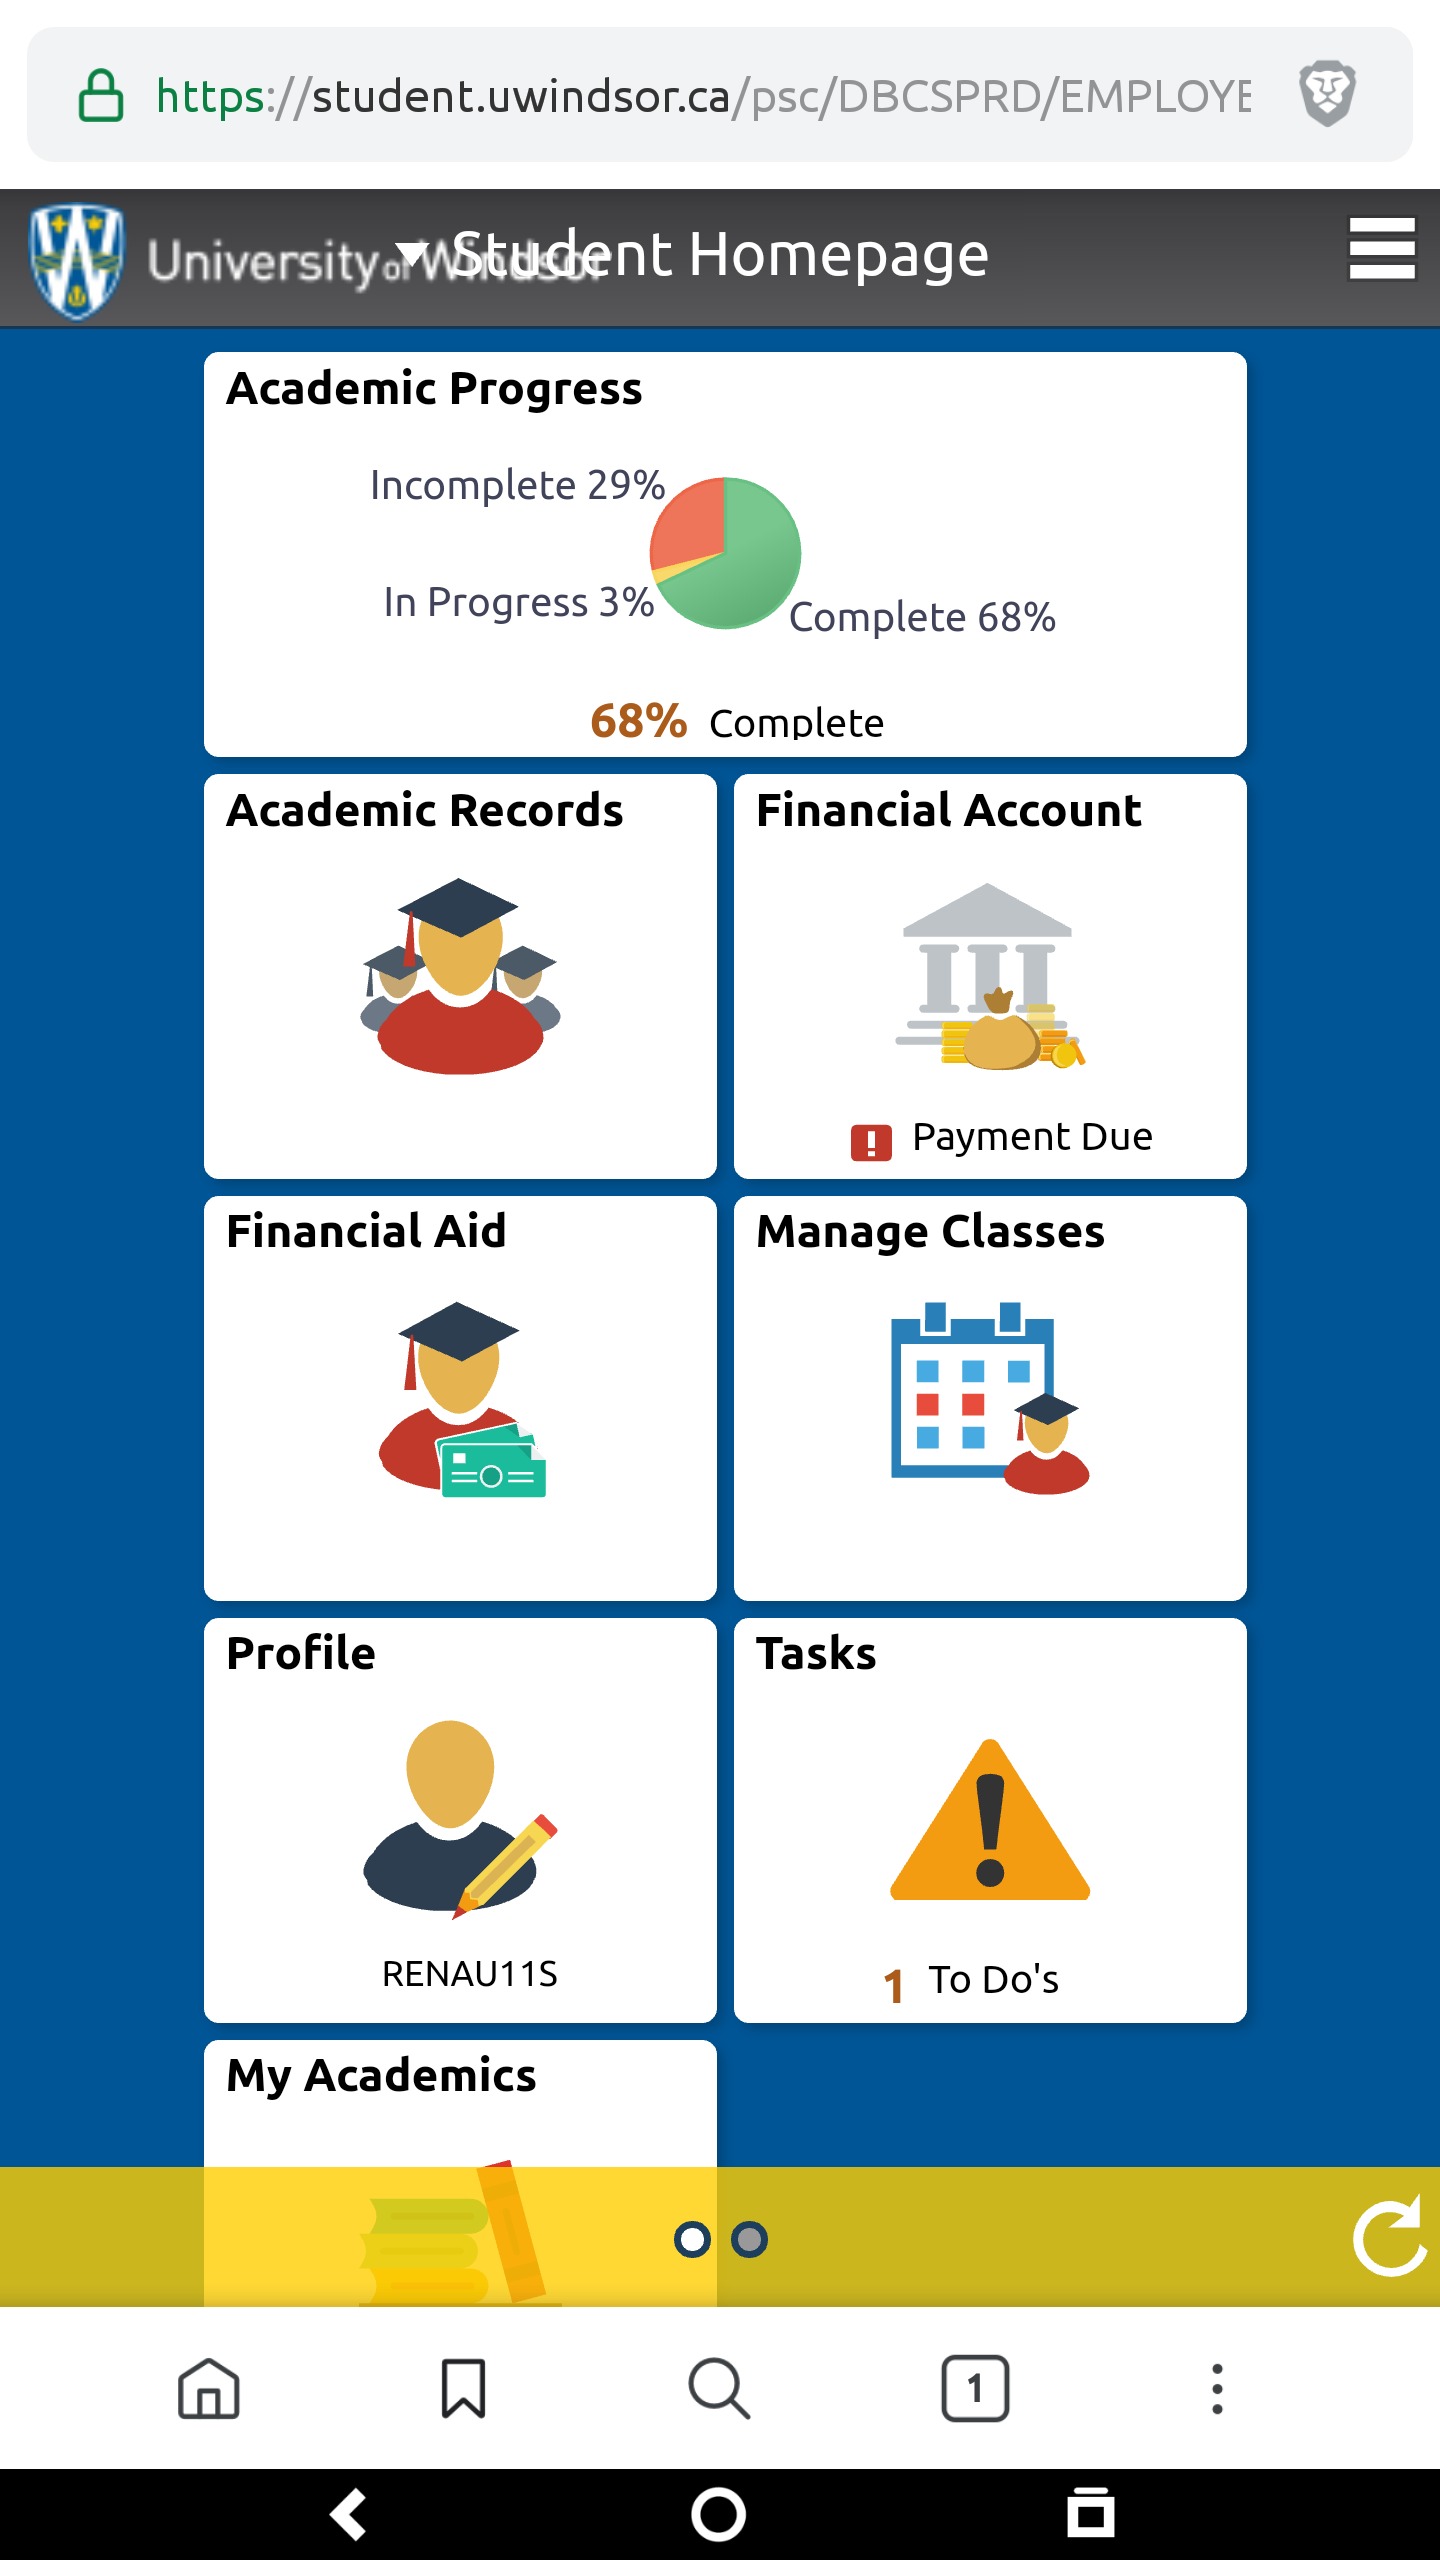 https://student.uwindsor.ca/psc/DBCSPRD/EMPLOYE
University of Windsor
Student Homepage
Academic Progress
Incomplete 29%
In Progress 3%
Complete 68%
68% Complete
Academic Records
Financial Account
Payment Due
Financial Aid
Manage Classes
Profile
Tasks
RENAU11S
1 To Do's
My Academics
1